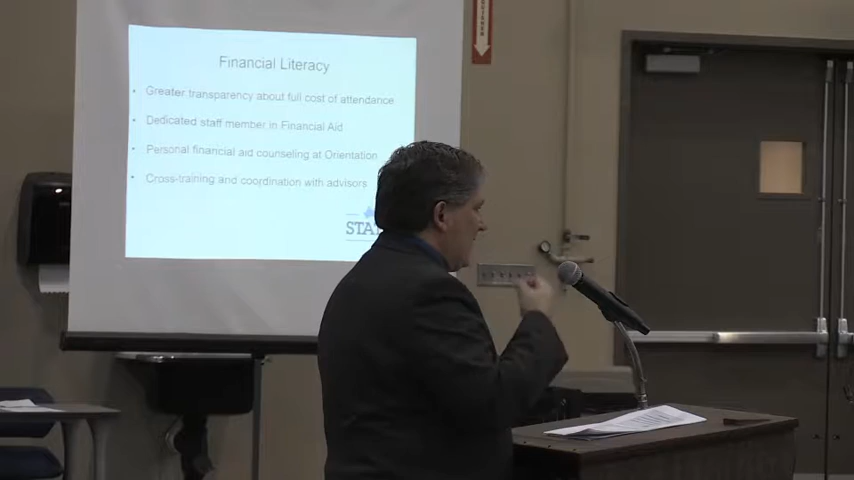 Financial Literacy
• Greater transparency about full cost of attendance
• Dedicated staff member in Financial Aid
• Personal financial aid counseling at Orientation
• Cross-training and coordination with advisors